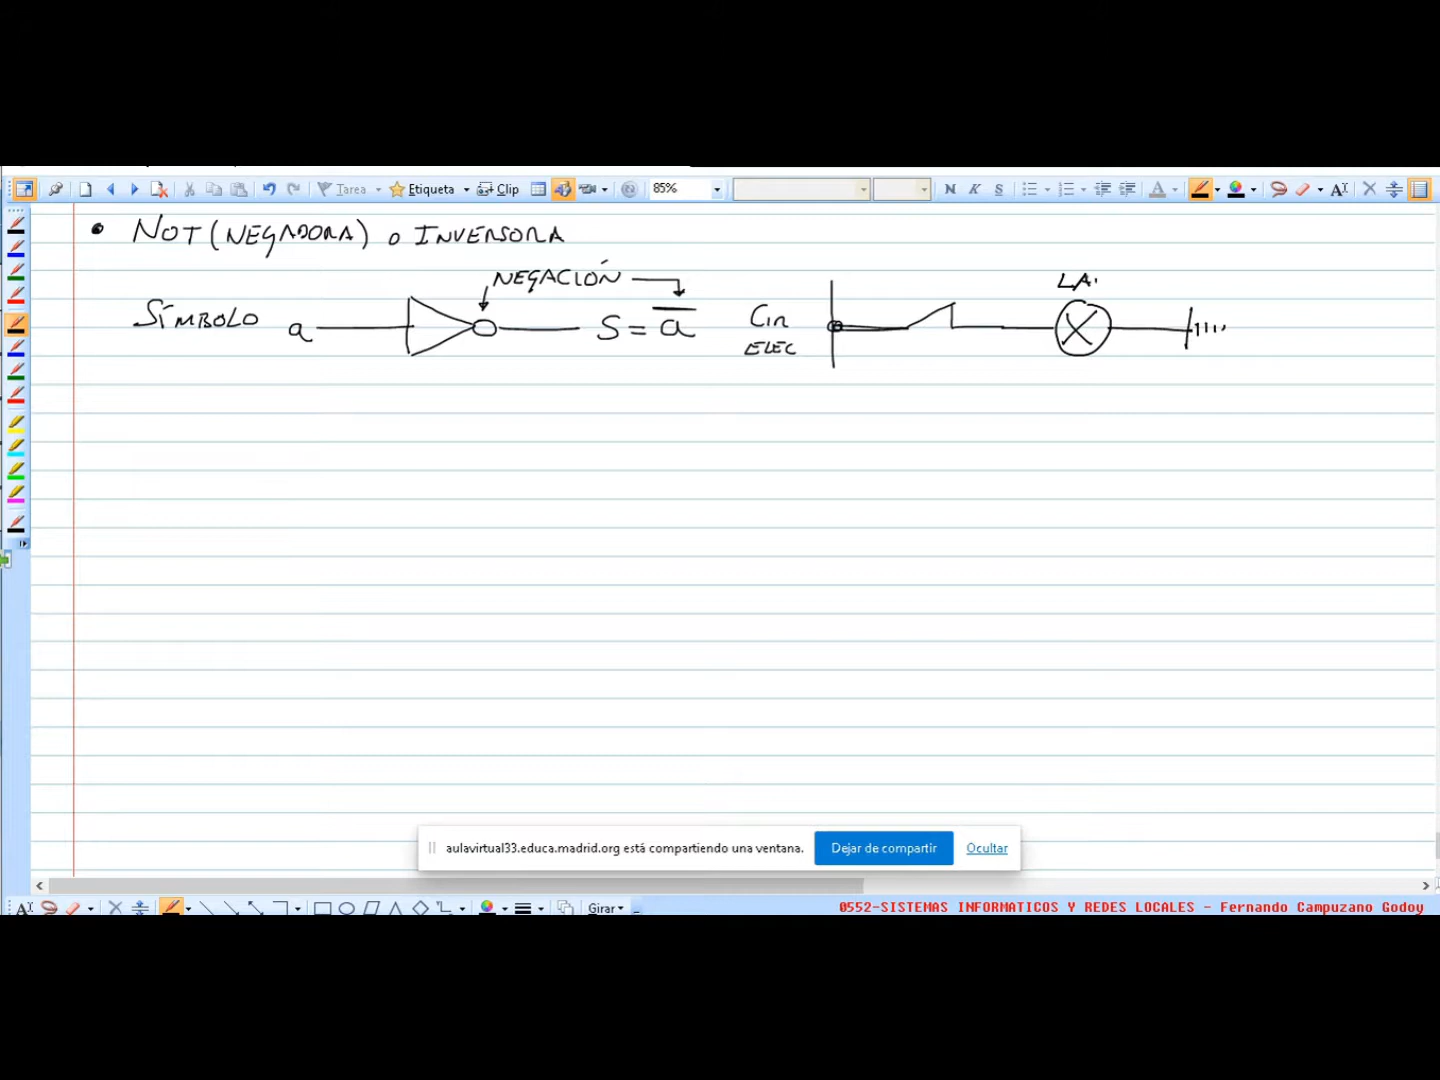 Tarea
Etiqueta
Clip
85%
N K S
• NOT (NEGADORA) o INVERSORA
NEGACIÓN
LA.
SÍMBOLO a S = a̅ Cir
ELEC
aulavirtual33.educa.madrid.org está compartiendo una ventana. Dejar de compartir Ocultar
Girar
0552-SISTEMAS INFORMATICOS Y REDES LOCALES - Fernando Campuzano Godoy